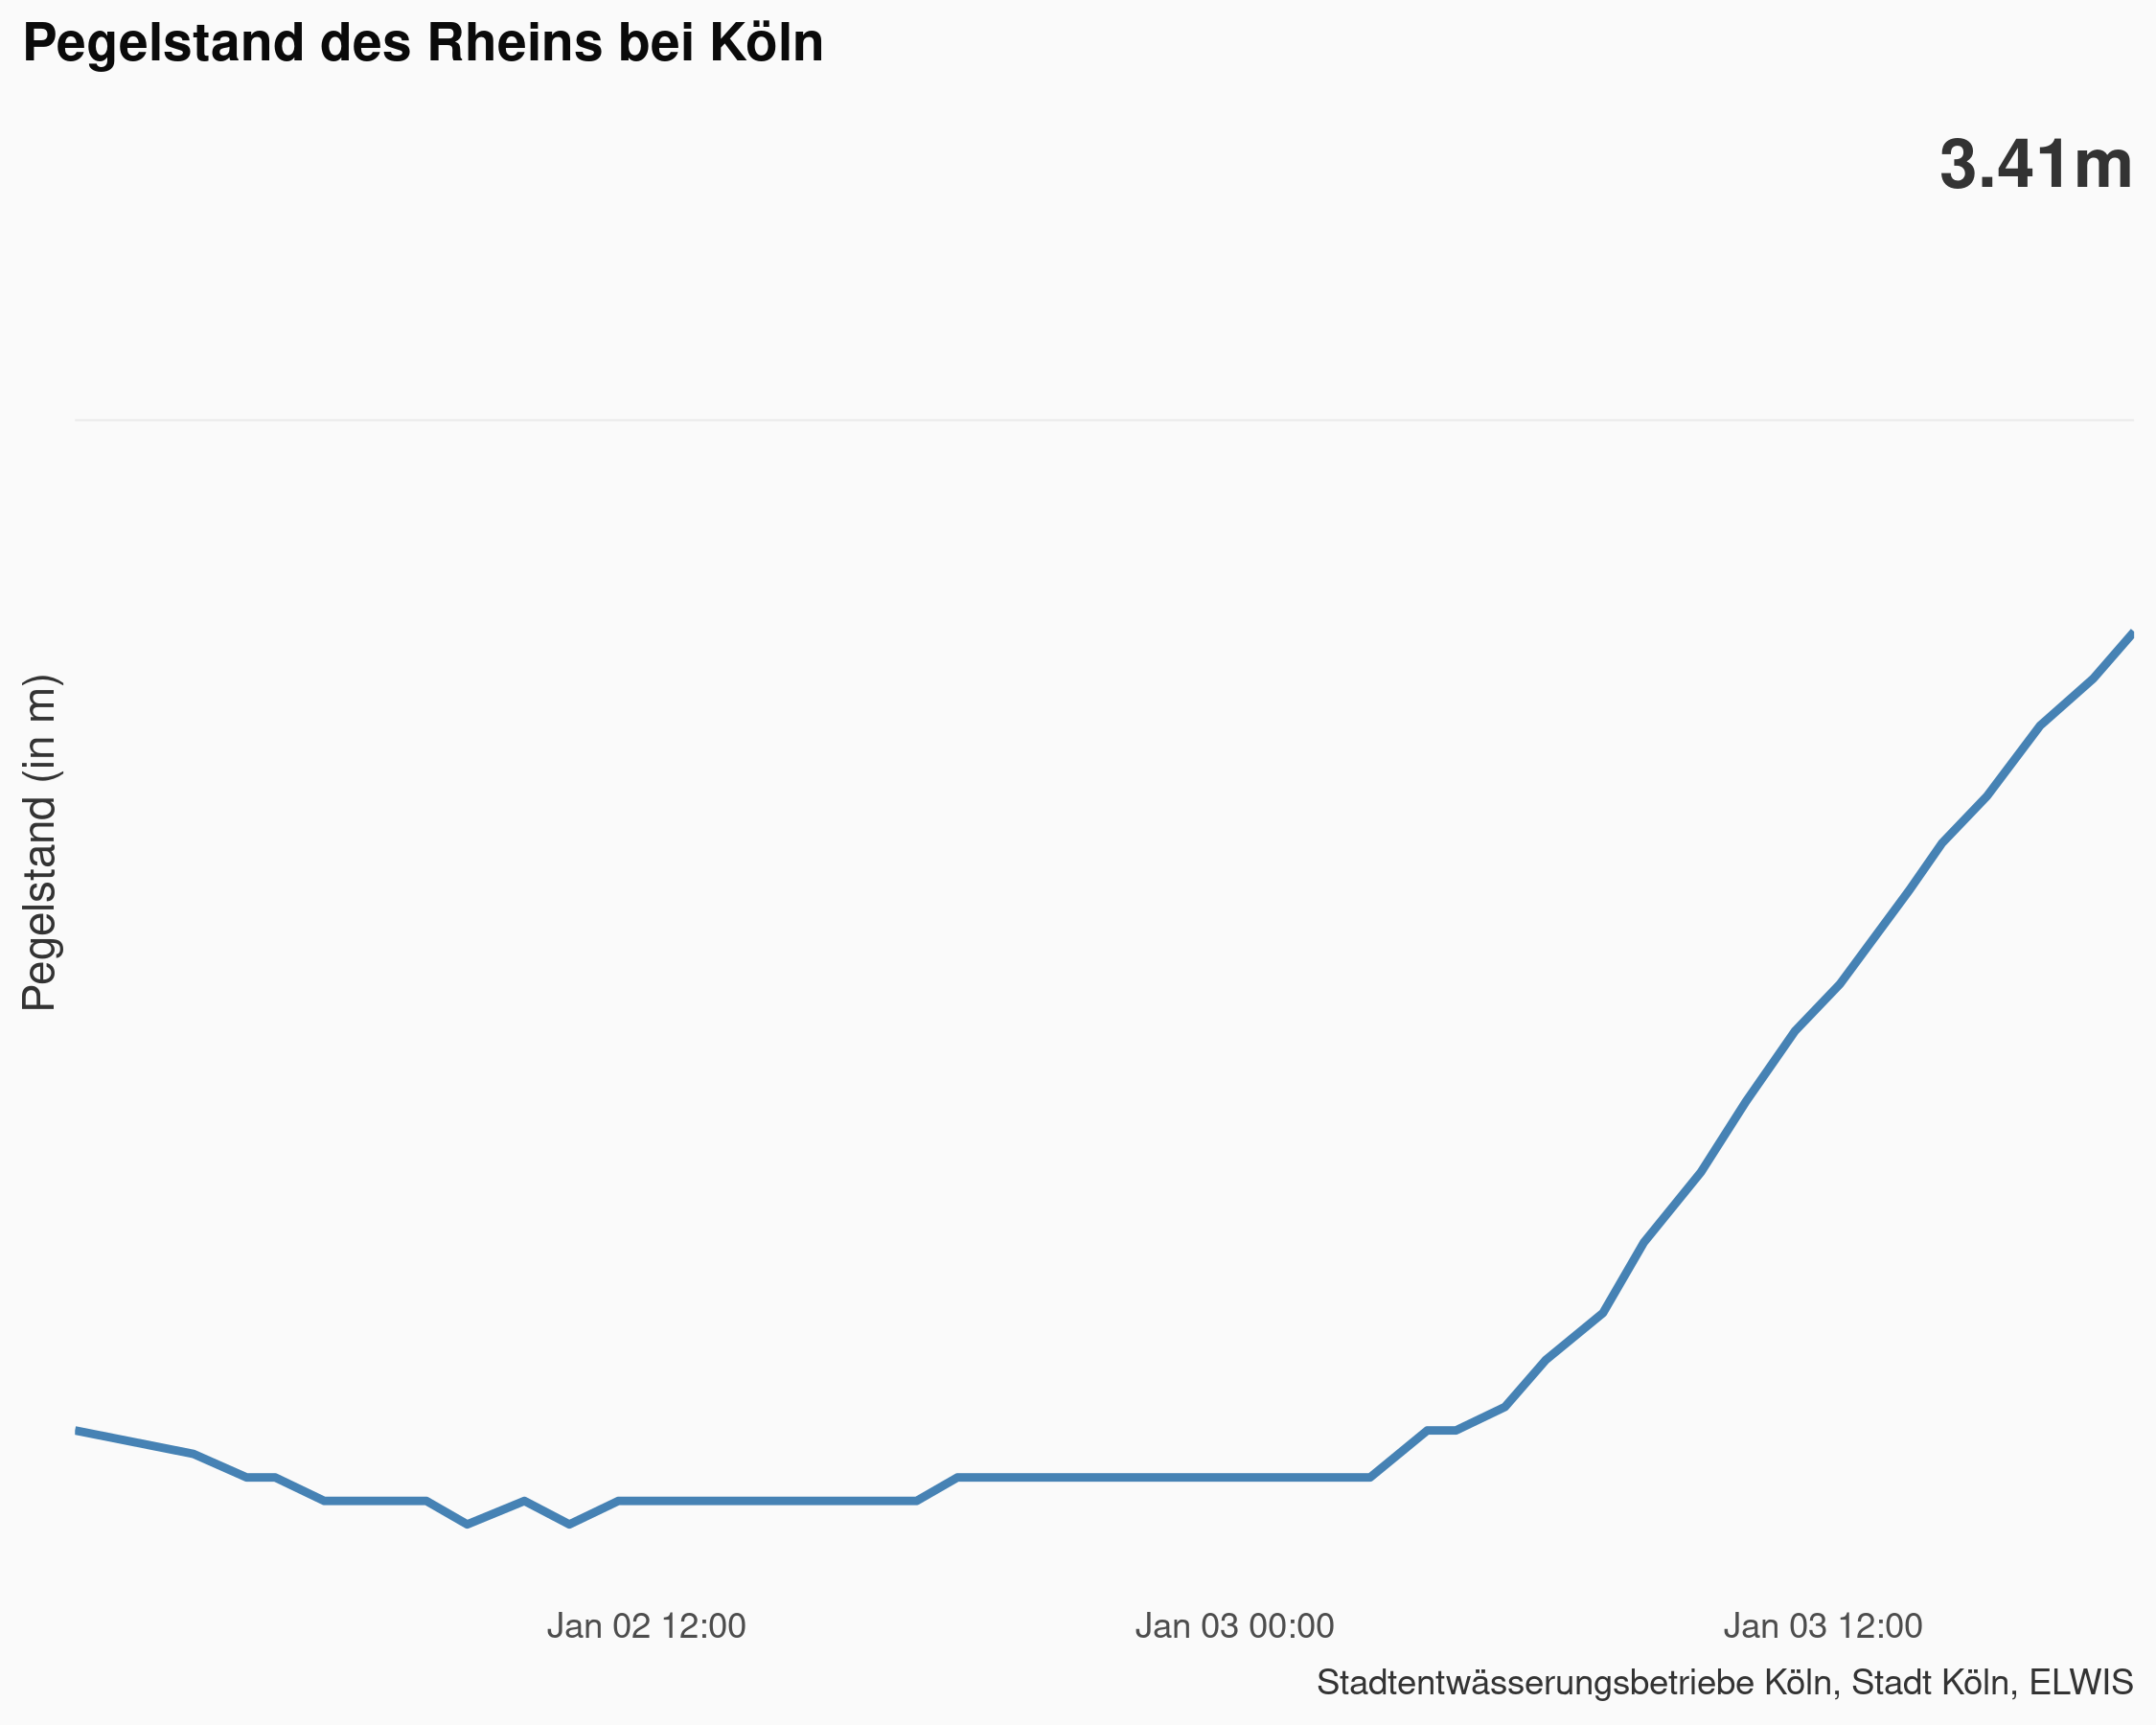 Pegelstand des Rheins bei Köln
3.41m
Pegelstand (in m)
Jan 02 12:00
Jan 03 00:00
Jan 03 12:00
Stadtentwässerungsbetriebe Köln, Stadt Köln, ELWIS